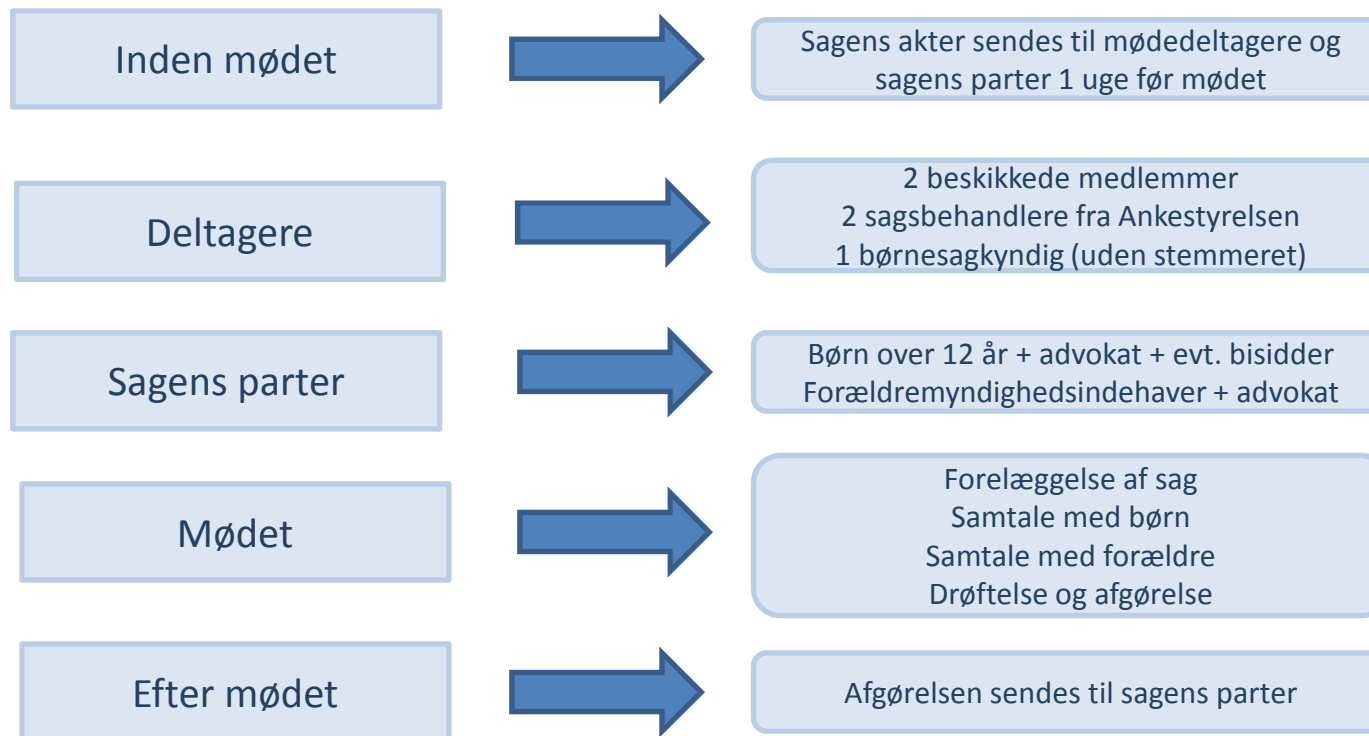 Inden mødet
Sagens akter sendes til mødedeltagere og
sagens parter 1 uge før mødet
Deltagere
2 beskikkede medlemmer
2 sagsbehandlere fra Ankestyrelsen
1 børnesagkyndig (uden stemmeret)
Sagens parter
Børn over 12 år + advokat + evt. bisidder
Forældremyndighedsindehaver + advokat
Mødet
Forelæggelse af sag
Samtale med børn
Samtale med forældre
Drøftelse og afgørelse
Efter mødet
Afgørelsen sendes til sagens parter